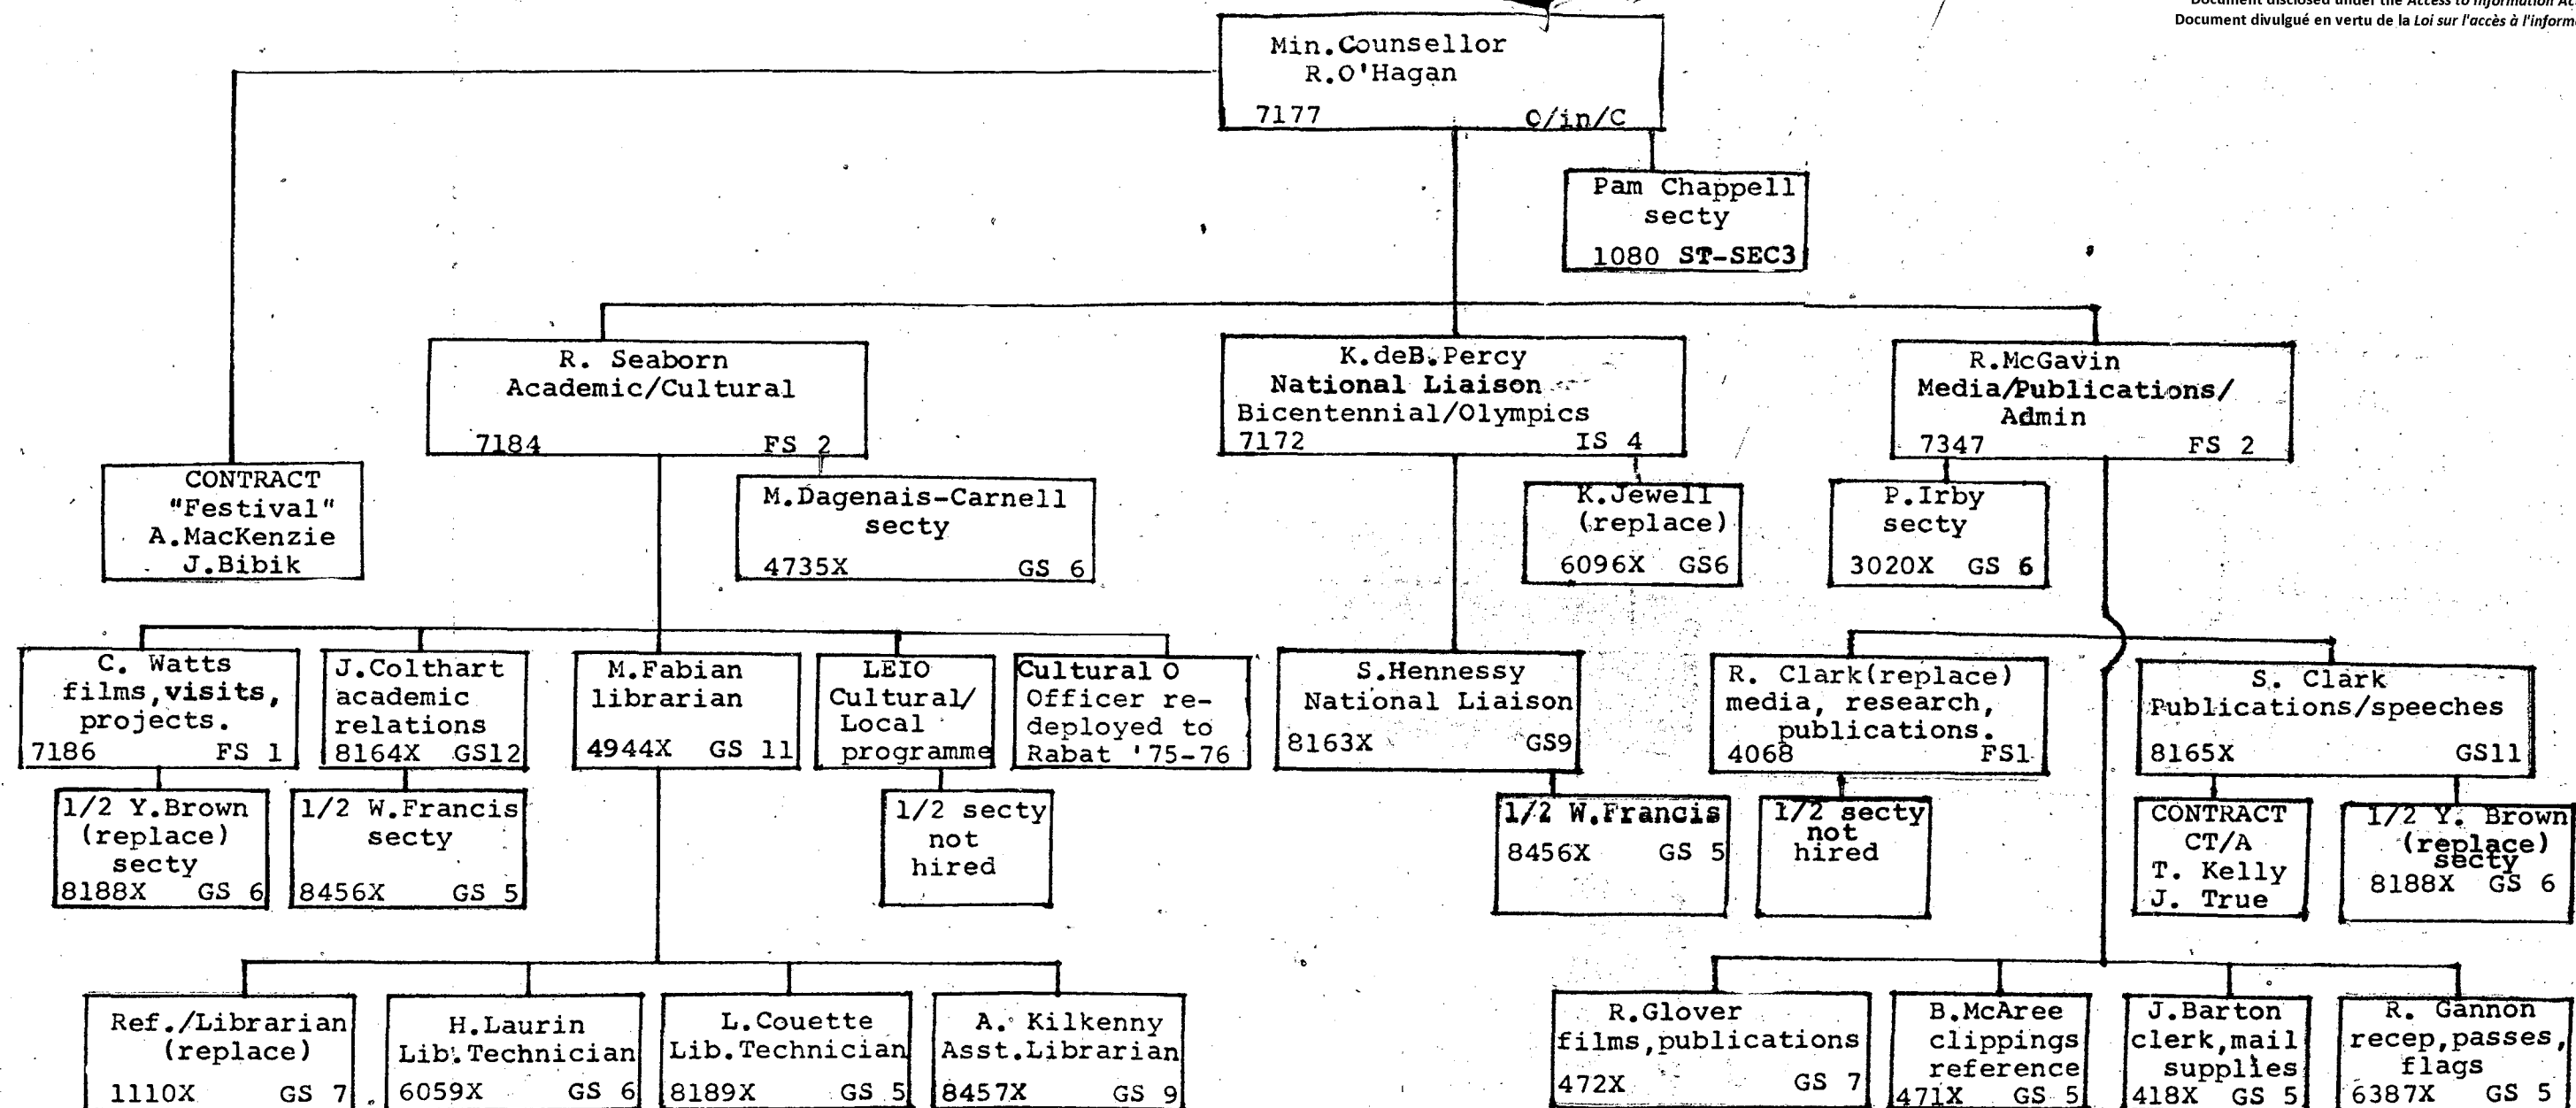 Document disclosed under the Access to Information Ac
Document divulgué en vertu de la Loi sur l'accès à l'inform
Min.Counsellor
R.O'Hagan
7177 O/in/C
Pam Chappell
secty
1080 ST-SEC3
R. Seaborn
Academic/Cultural
7184 FS 2
K.deB.Percy
National Liaison
Bicentennial/Olympics
7172 IS 4
R.McGavin
Media/Publications/
Admin
7347 FS 2
CONTRACT
"Festival"
A.MacKenzie
J.Bibik
M.Dagenais-Carnell
secty
4735X GS 6
K.Jewell
(replace)
6096X GS6
P.Irby
secty
3020X GS 6
C. Watts
films,visits,
projects.
7186 FS 1
J.Colthart
academic
relations
8164X GS12
M.Fabian
librarian
4944X GS 11
LEIO
Cultural/
Local
programme
Cultural O
Officer re-
deployed to
Rabat '75-76
S.Hennessy
National Liaison
8163X GS9
R. Clark(replace)
media, research,
publications.
4068 FS1
S. Clark
Publications/speeches
8165X GS11
1/2 Y.Brown
(replace)
secty
8188X GS 6
1/2 W.Francis
secty
8456X GS 5
1/2 secty
not
hired
1/2 W.Francis
8456X GS 5
1/2 secty
not
hired
CONTRACT
CT/A
T. Kelly
J. True
1/2 Y. Brown
(replace)
secty
8188X GS 6
Ref./Librarian
(replace)
1110X GS 7
H.Laurin
Lib.Technician
6059X GS 6
L.Couette
Lib.Technician
8189X GS 5
A. Kilkenny
Asst.Librarian
8457X GS 9
R.Glover
films,publications
472X GS 7
B.McAree
clippings
reference
471X GS 5
J.Barton
clerk,mail
supplies
418X GS 5
R. Gannon
recep,passes,
flags
6387X GS 5